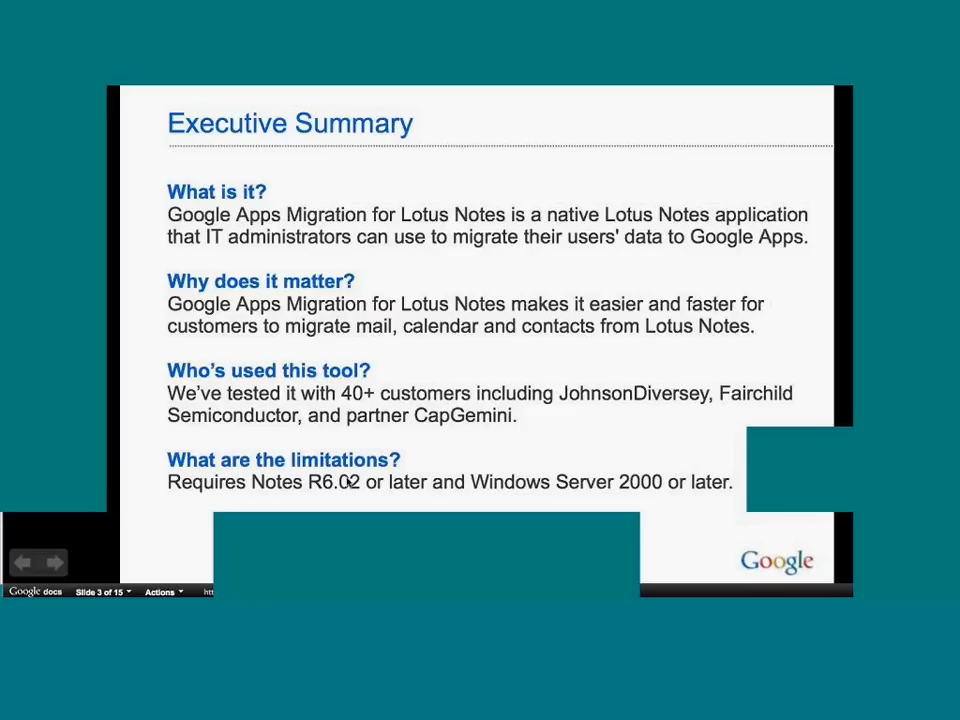 Executive Summary
What is it?
Google Apps Migration for Lotus Notes is a native Lotus Notes application
that IT administrators can use to migrate their users' data to Google Apps.
Why does it matter?
Google Apps Migration for Lotus Notes makes it easier and faster for
customers to migrate mail, calendar and contacts from Lotus Notes.
Who’s used this tool?
We’ve tested it with 40+ customers including JohnsonDiversey, Fairchild
Semiconductor, and partner CapGemini.
What are the limitations?
Requires Notes R6.02 or later and Windows Server 2000 or later.
Google
Google docs Slide 3 of 15 Actions